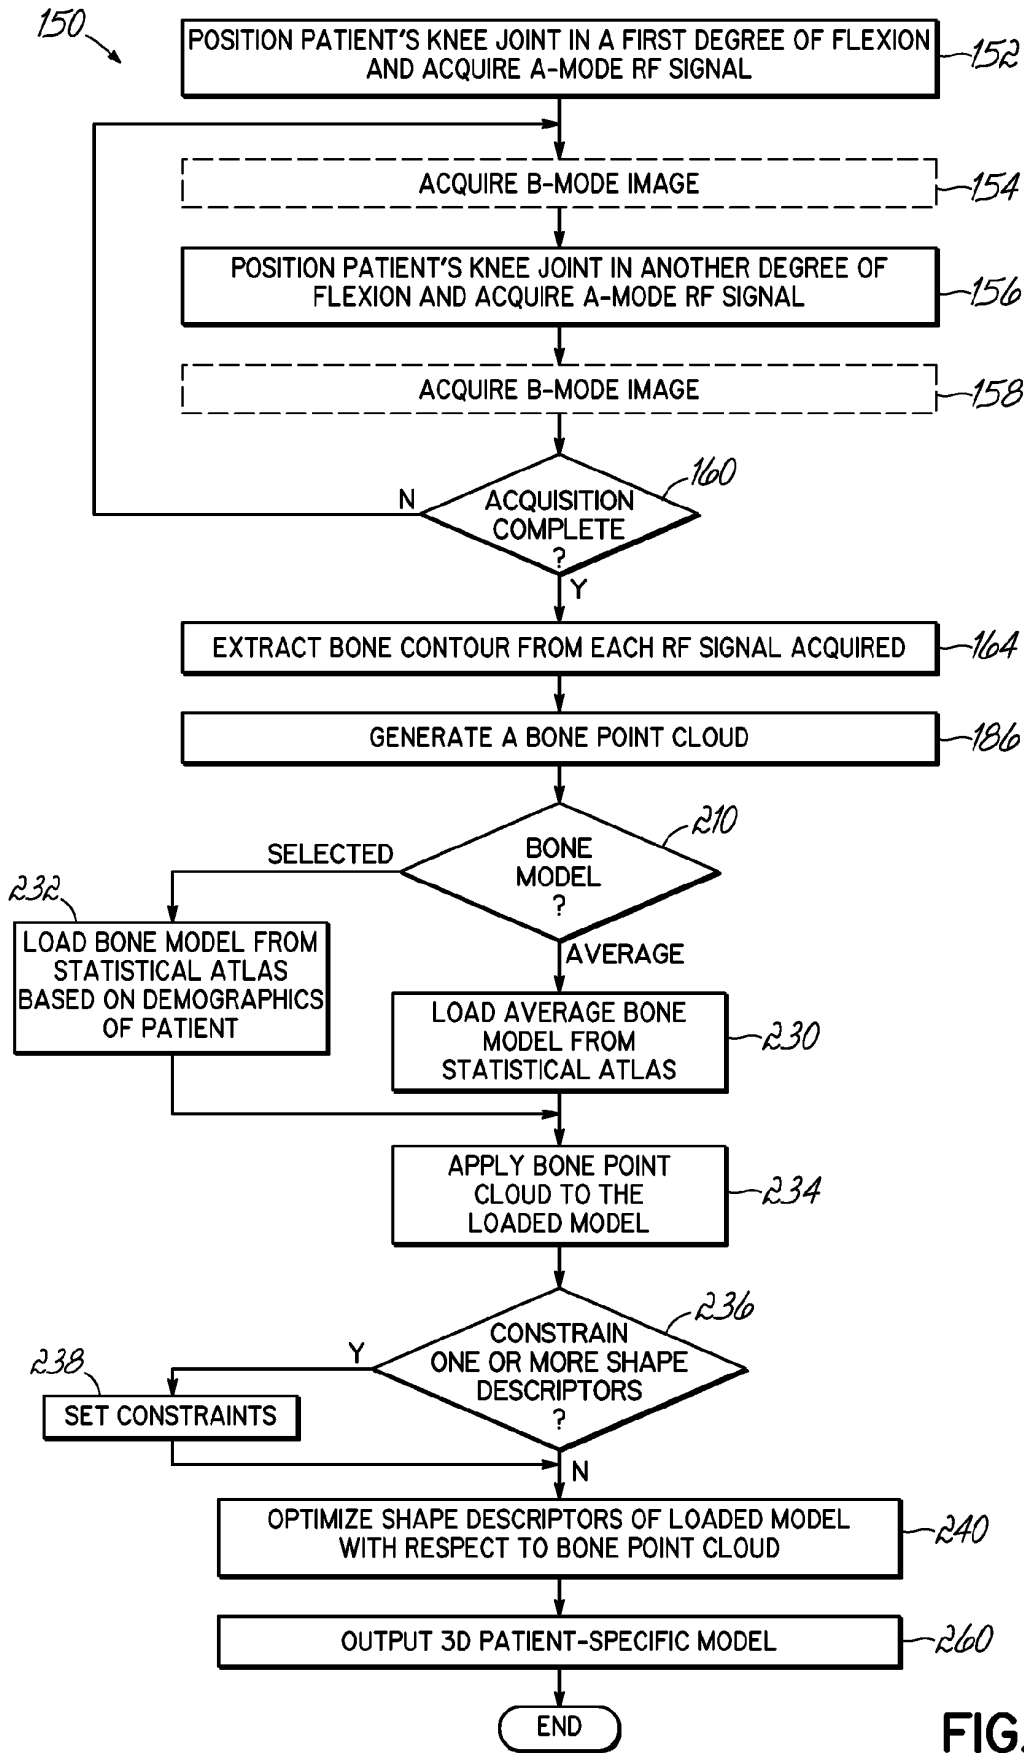 150
POSITION PATIENT'S KNEE JOINT IN A FIRST DEGREE OF FLEXION
AND ACQUIRE A-MODE RF SIGNAL
152
ACQUIRE B-MODE IMAGE
154
POSITION PATIENT'S KNEE JOINT IN ANOTHER DEGREE OF
FLEXION AND ACQUIRE A-MODE RF SIGNAL
156
ACQUIRE B-MODE IMAGE
158
160
N
ACQUISITION
COMPLETE
?
Y
EXTRACT BONE CONTOUR FROM EACH RF SIGNAL ACQUIRED
164
GENERATE A BONE POINT CLOUD
186
210
SELECTED
BONE
MODEL
?
AVERAGE
232
LOAD BONE MODEL FROM
STATISTICAL ATLAS
BASED ON DEMOGRAPHICS
OF PATIENT
LOAD AVERAGE BONE
MODEL FROM
STATISTICAL ATLAS
230
APPLY BONE POINT
CLOUD TO THE
LOADED MODEL
234
236
Y
CONSTRAIN
ONE OR MORE SHAPE
DESCRIPTORS
?
238
SET CONSTRAINTS
N
OPTIMIZE SHAPE DESCRIPTORS OF LOADED MODEL
WITH RESPECT TO BONE POINT CLOUD
240
OUTPUT 3D PATIENT-SPECIFIC MODEL
260
END
FIG.